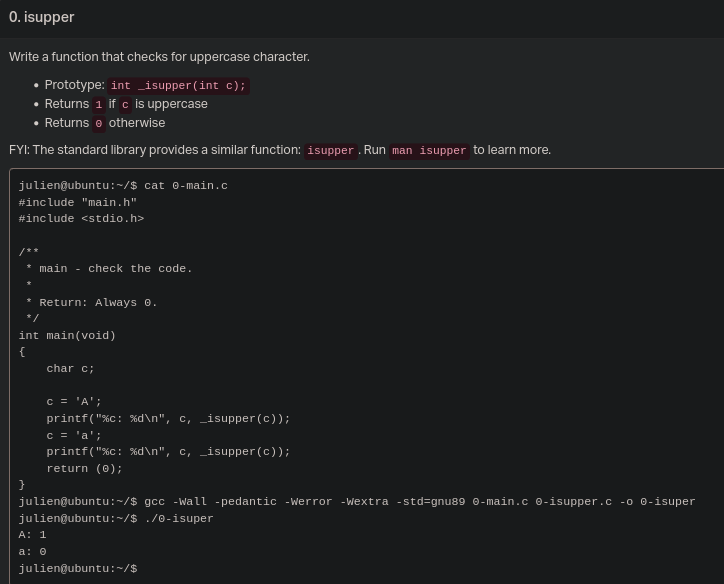 0. isupper
Write a function that checks for uppercase character.
• Prototype: int _isupper(int c);
• Returns 1 if c is uppercase
• Returns 0 otherwise
FYI: The standard library provides a similar function: isupper. Run man isupper to learn more.
julien@ubuntu:~/$ cat 0-main.c
#include "main.h"
#include <stdio.h>

/**
 * main - check the code.
 *
 * Return: Always 0.
 */
int main(void)
{
    char c;

    c = 'A';
    printf("%c: %d\n", c, _isupper(c));
    c = 'a';
    printf("%c: %d\n", c, _isupper(c));
    return (0);
}
julien@ubuntu:~/$ gcc -Wall -pedantic -Werror -Wextra -std=gnu89 0-main.c 0-isupper.c -o 0-isuper
julien@ubuntu:~/$ ./0-isuper
A: 1
a: 0
julien@ubuntu:~/$